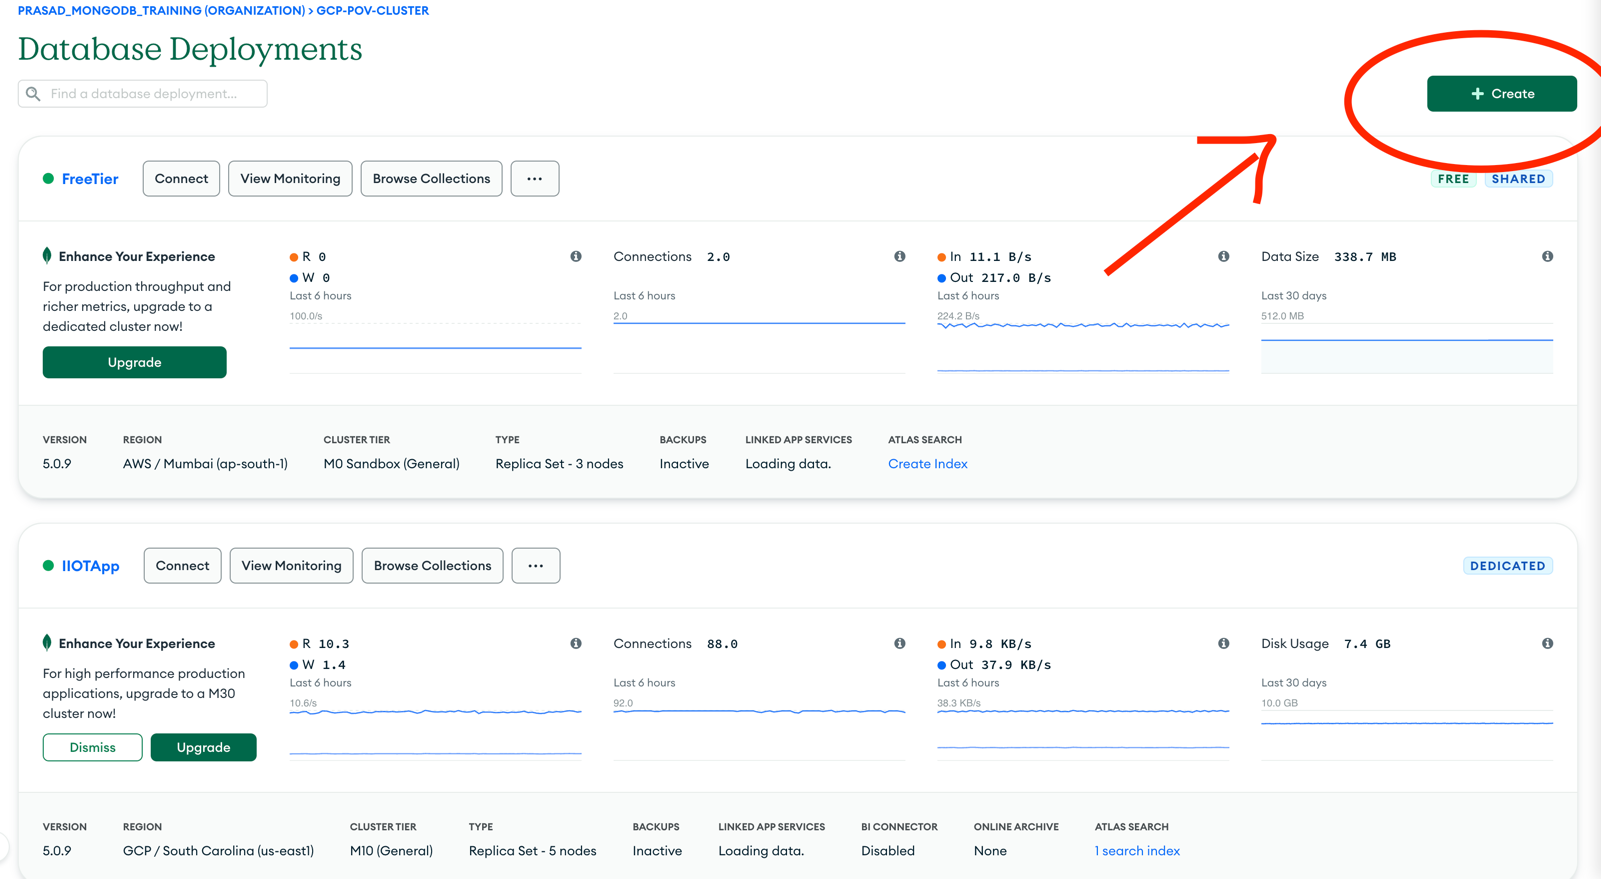 PRASAD_MONGODB_TRAINING (ORGANIZATION) > GCP-POV-CLUSTER
Database Deployments
Find a database deployment...
+ Create
FreeTier Connect View Monitoring Browse Collections ...
FREE SHARED
Enhance Your Experience
For production throughput and
richer metrics, upgrade to a
dedicated cluster now!
Upgrade
R 0
W 0
Last 6 hours
100.0/s
Connections 2.0
Last 6 hours
2.0
In 11.1 B/s
Out 217.0 B/s
Last 6 hours
224.2 B/s
Data Size 338.7 MB
Last 30 days
512.0 MB
VERSION REGION CLUSTER TIER TYPE BACKUPS LINKED APP SERVICES ATLAS SEARCH
5.0.9 AWS / Mumbai (ap-south-1) M0 Sandbox (General) Replica Set - 3 nodes Inactive Loading data. Create Index
IIOTApp Connect View Monitoring Browse Collections ...
DEDICATED
Enhance Your Experience
For high performance production
applications, upgrade to a M30
cluster now!
Dismiss Upgrade
R 10.3
W 1.4
Last 6 hours
10.6/s
Connections 88.0
Last 6 hours
92.0
In 9.8 KB/s
Out 37.9 KB/s
Last 6 hours
38.3 KB/s
Disk Usage 7.4 GB
Last 30 days
10.0 GB
VERSION REGION CLUSTER TIER TYPE BACKUPS LINKED APP SERVICES BI CONNECTOR ONLINE ARCHIVE ATLAS SEARCH
5.0.9 GCP / South Carolina (us-east1) M10 (General) Replica Set - 5 nodes Inactive Loading data. Disabled None 1 search index